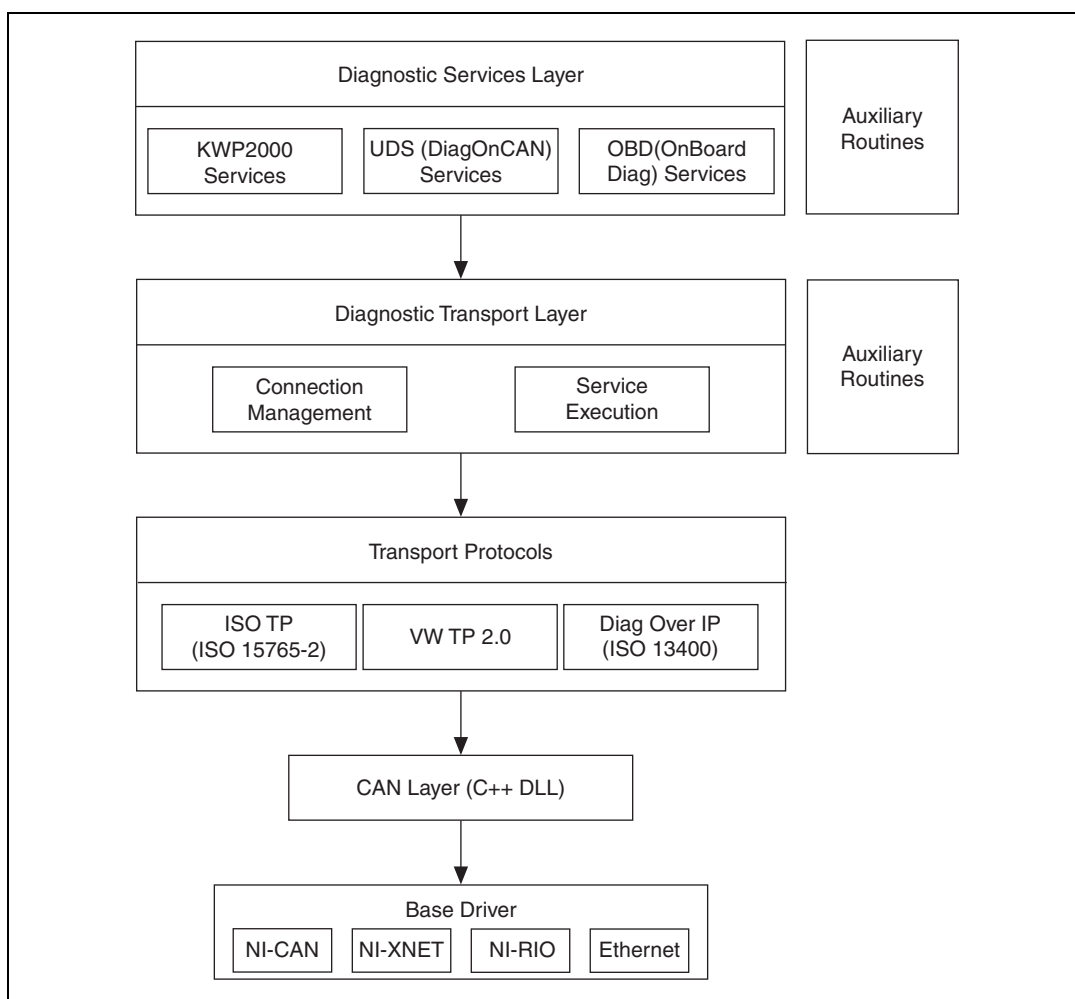 Diagnostic Services Layer
KWP2000
Services
UDS (DiagOnCAN)
Services
OBD(OnBoard
Diag) Services
Auxiliary
Routines
Diagnostic Transport Layer
Connection
Management
Service
Execution
Auxiliary
Routines
Transport Protocols
ISO TP
(ISO 15765-2)
VW TP 2.0
Diag Over IP
(ISO 13400)
CAN Layer (C++ DLL)
Base Driver
NI-CAN
NI-XNET
NI-RIO
Ethernet